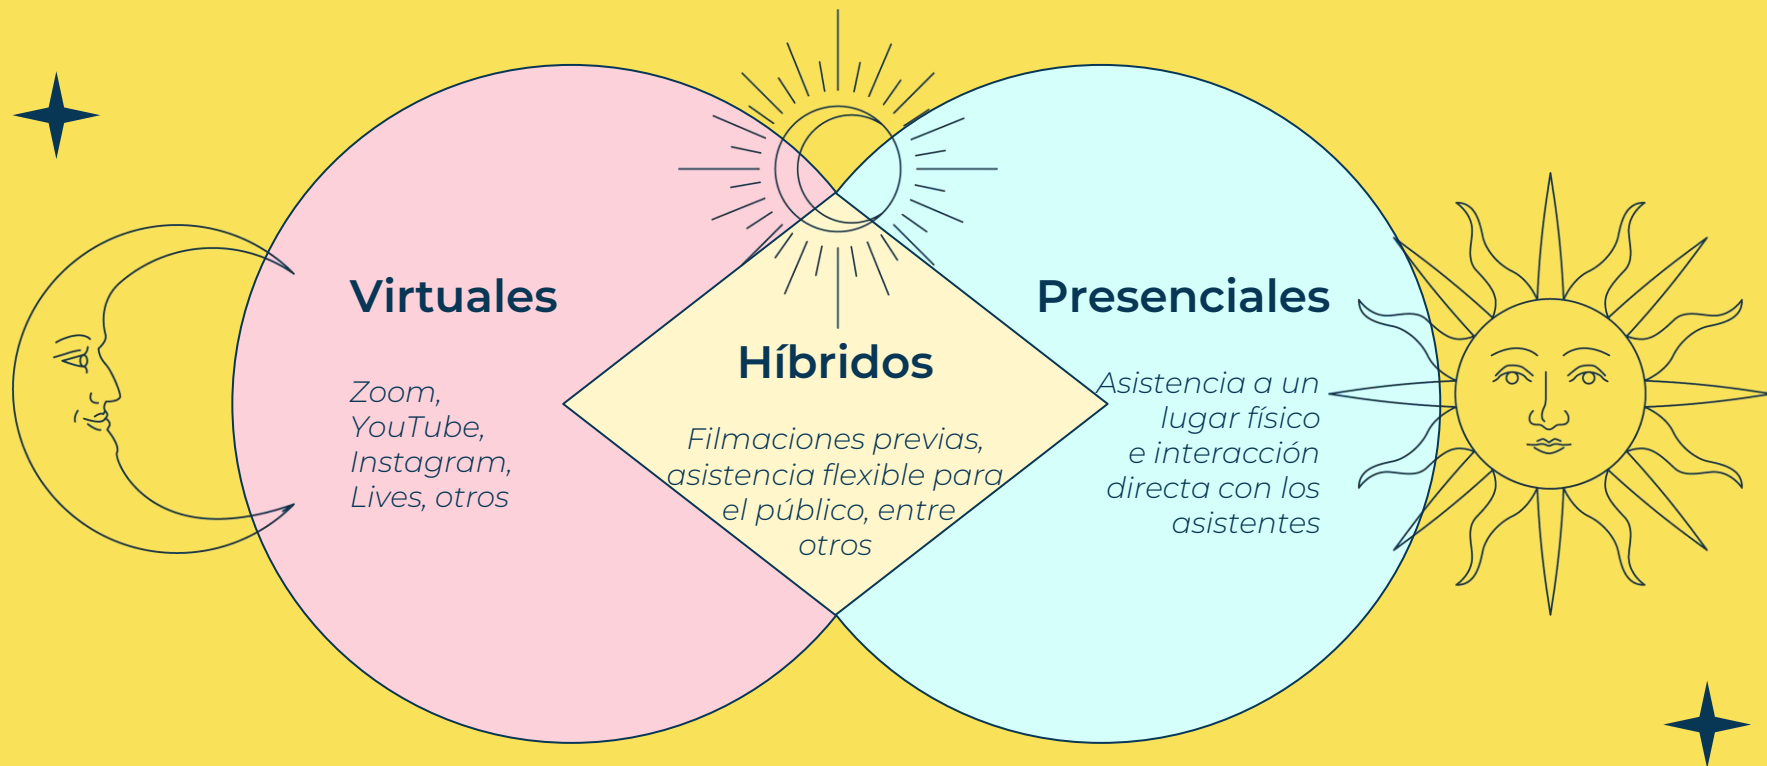 Virtuales
Zoom,
YouTube,
Instagram,
Lives, otros
Híbridos
Filmaciones previas,
asistencia flexible para
el público, entre
otros
Presenciales
Asistencia a un
lugar físico
e interacción
directa con los
asistentes